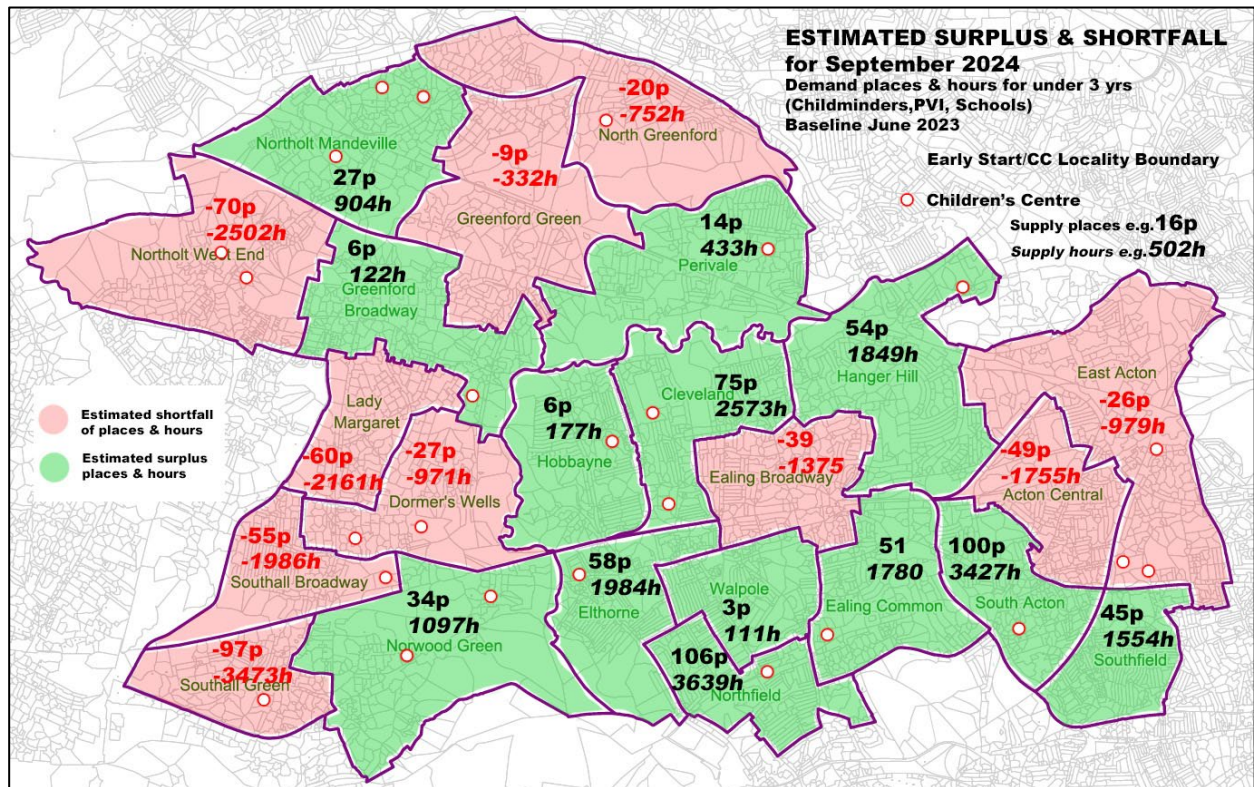 ESTIMATED SURPLUS & SHORTFALL
for September 2024
Demand places & hours for under 3 yrs
(Childminders,PVI, Schools)
Baseline June 2023
Early Start/CC Locality Boundary
Children's Centre
Supply places e.g.16p
Supply hours e.g.502h
-20p
-752h
North Greenford
Northolt Mandeville
27p
904h
-9p
-332h
Greenford Green
-70p
-2502h
Northolt West End
6p
122h
Greenford
Broadway
14p
433h
Perivale
54p
1849h
Hanger Hill
East Acton
-26p
-979h
Estimated shortfall
of places & hours
Estimated surplus
places & hours
Lady
Margaret
-60p
-2161h
-27p
-971h
Dormer's Wells
6p
177h
Hobbayne
Cleveland
75p
2573h
-39
-1375
Ealing Broadway
-49p
-1755h
Acton Central
-55p
-1986h
Southall Broadway
34p
1097h
Norwood Green
58p
1984h
Elthorne
Walpole
3p
111h
51
1780
Ealing Common
100p
3427h
South Acton
45p
1554h
Southfield
-97p
-3473h
Southall Green
106p
3639h
Northfield